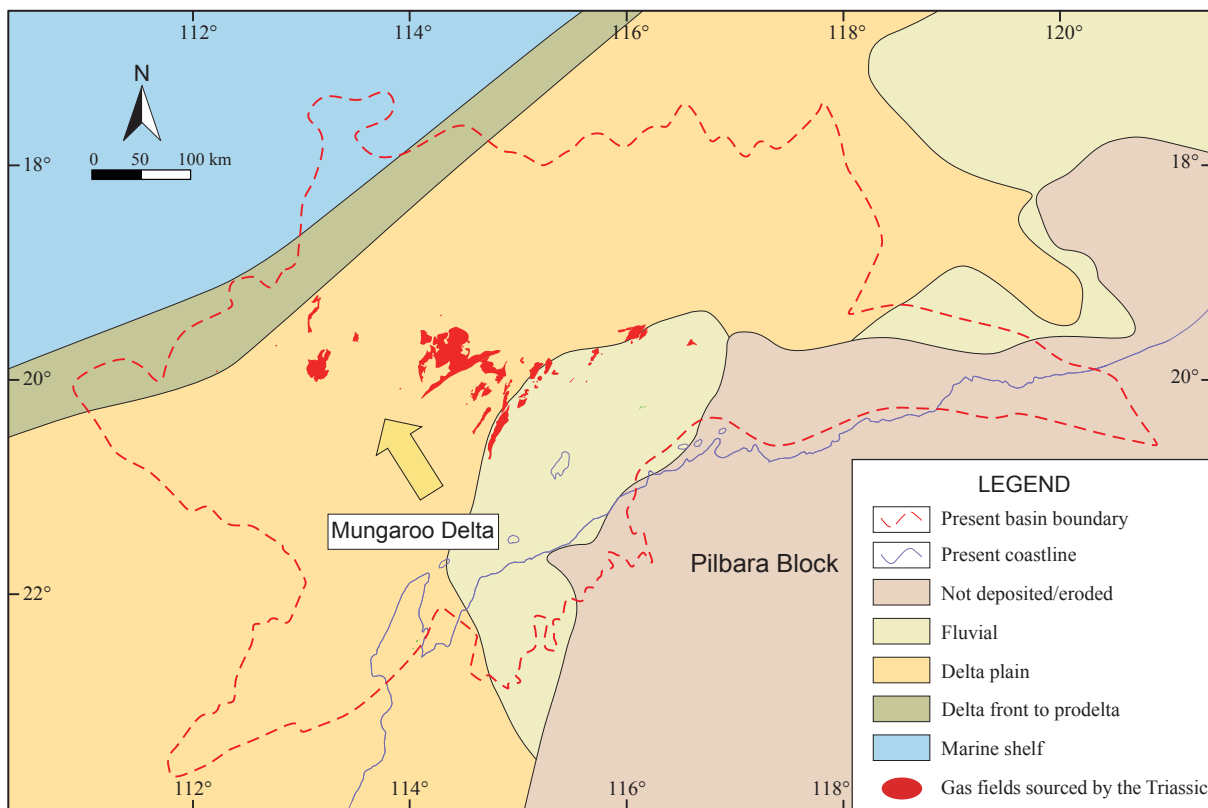 112° 114° 116° 118° 120°
N
0 50 100 km
18° 18°
20° 20°
Mungaroo Delta
Pilbara Block
22°
LEGEND
Present basin boundary
Present coastline
Not deposited/eroded
Fluvial
Delta plain
Delta front to prodelta
Marine shelf
Gas fields sourced by the Triassic
112° 114° 116° 118°